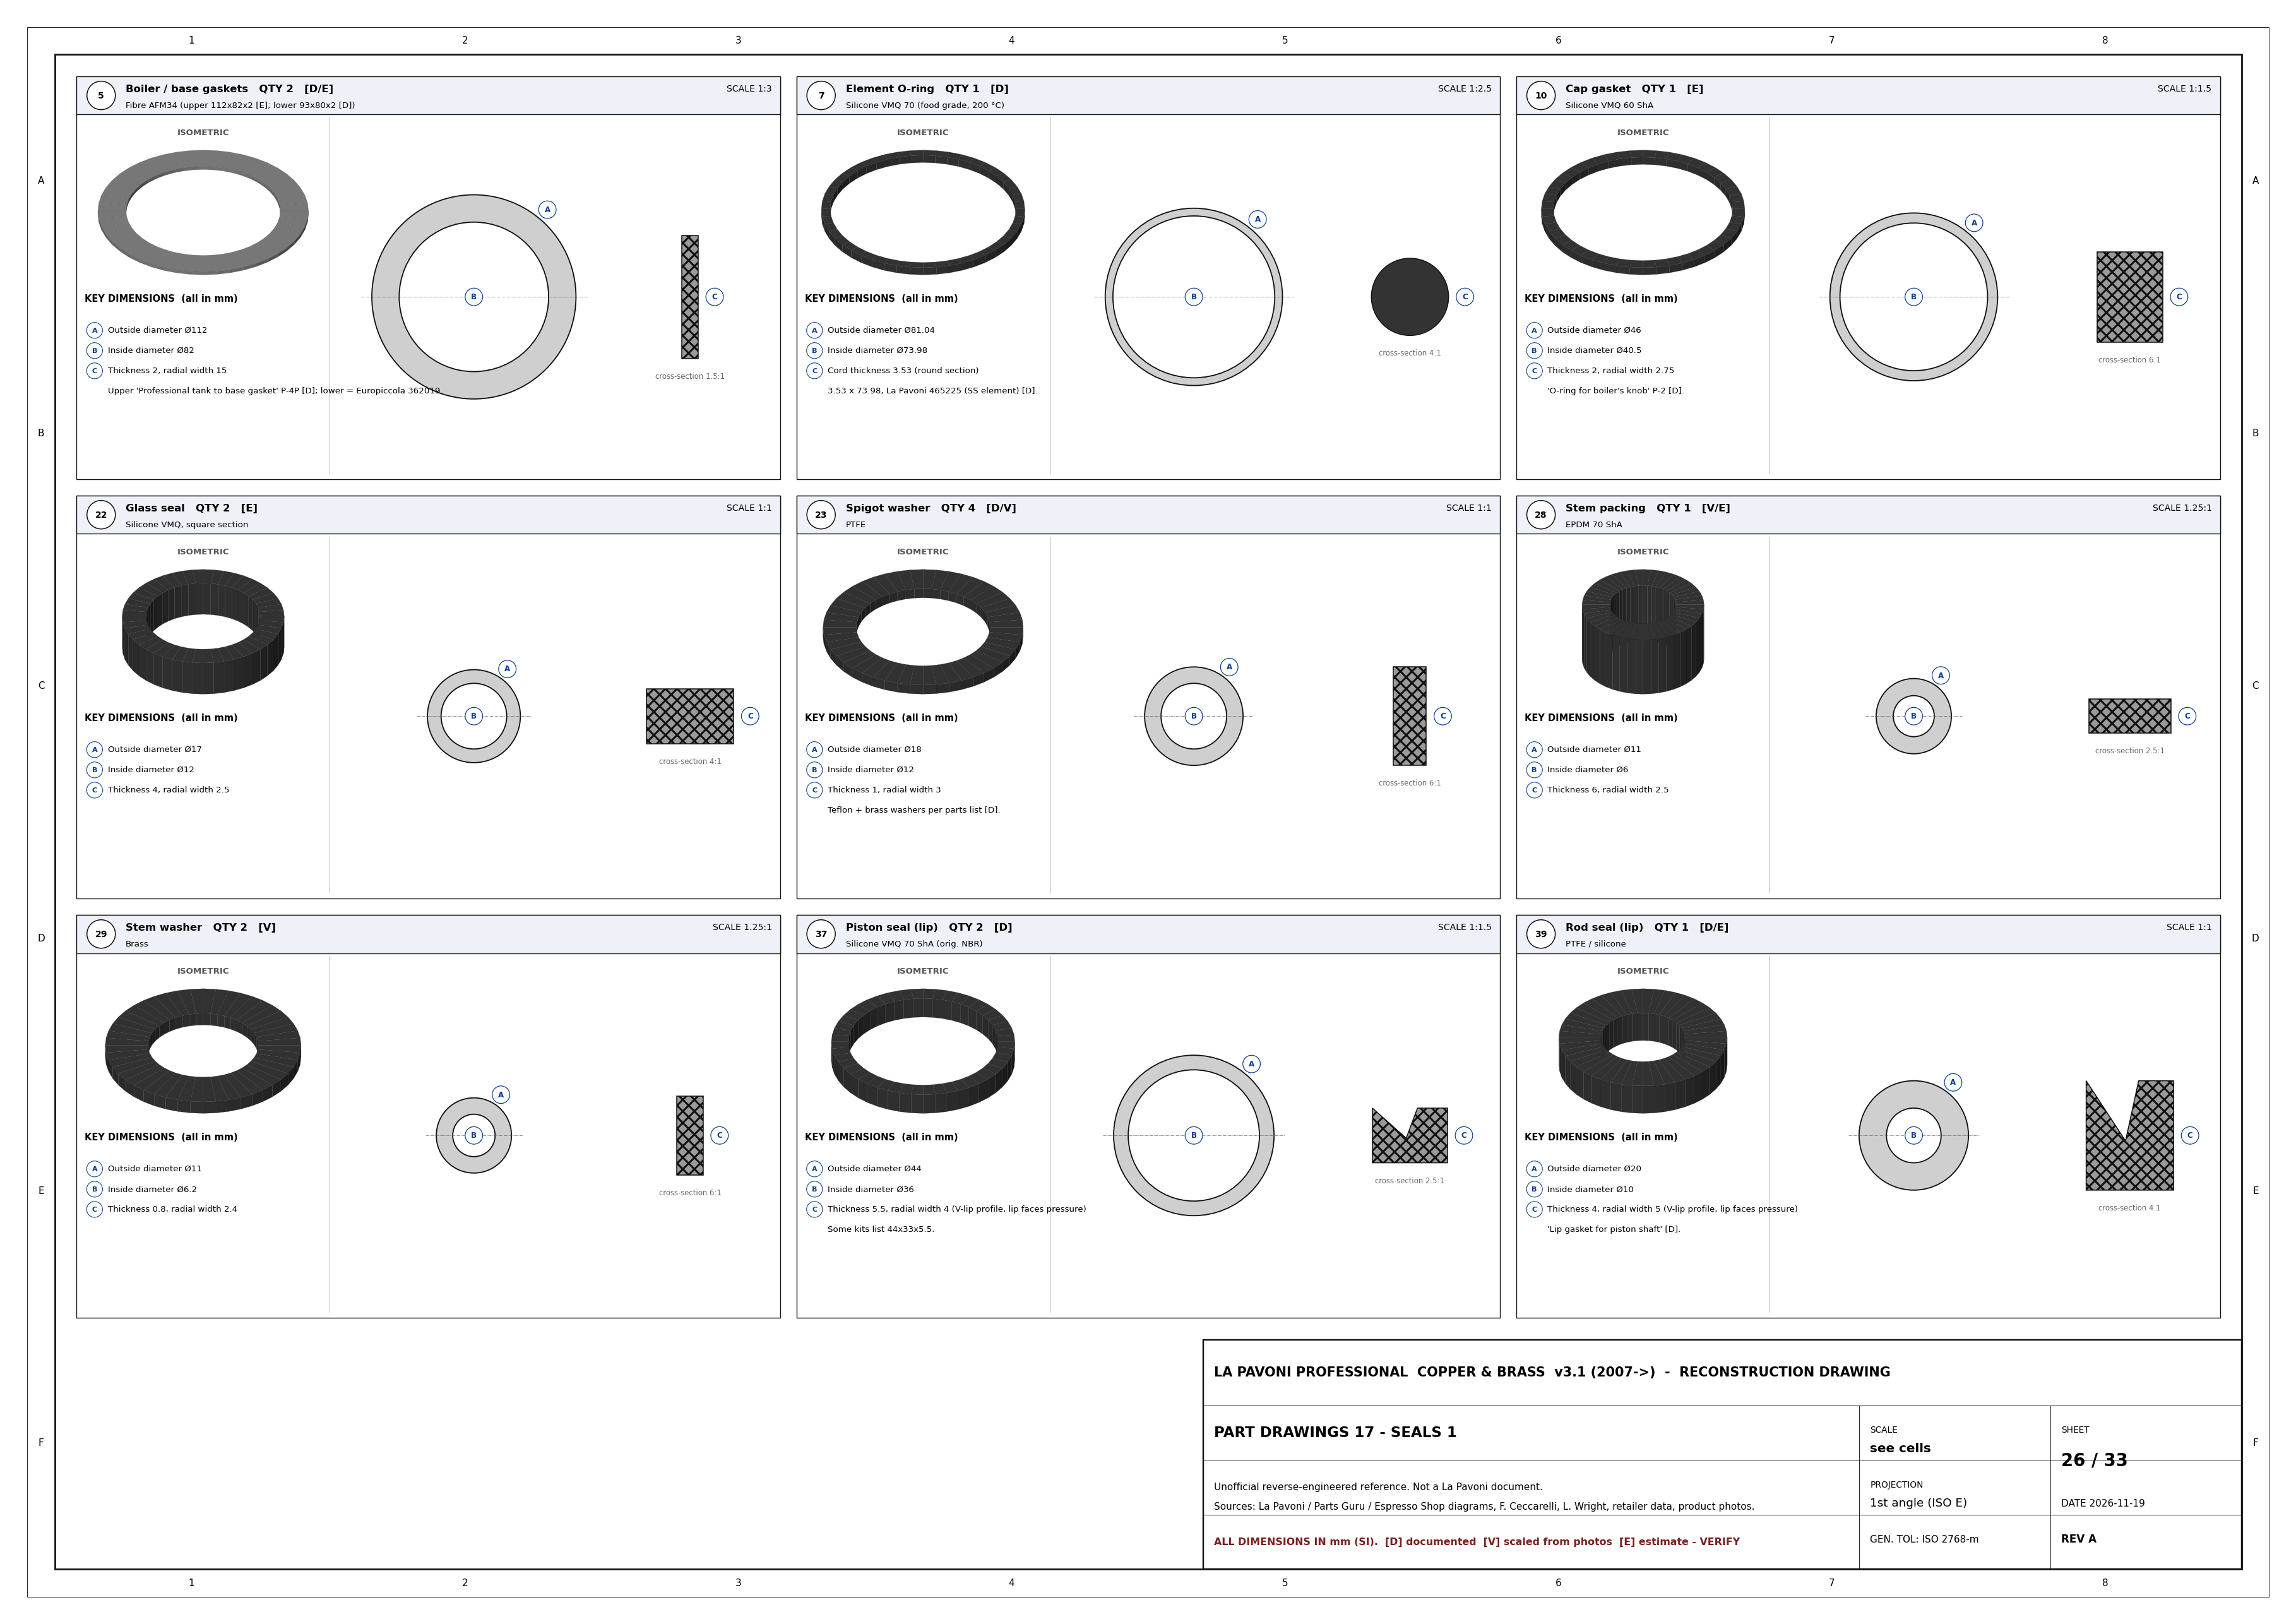 1 2 3 4 5 6 7 8
A A
B B
C C
D D
E E
F F
5 Boiler / base gaskets QTY 2 [D/E] SCALE 1:3
Fibre AFM34 (upper 112x82x2 [E]; lower 93x80x2 [D])
ISOMETRIC
A
B
C
cross-section 1.5:1
KEY DIMENSIONS (all in mm)
A Outside diameter Ø112
B Inside diameter Ø82
C Thickness 2, radial width 15
Upper 'Professional tank to base gasket' P-4P [D]; lower = Europiccola 362019.
7 Element O-ring QTY 1 [D] SCALE 1:2.5
Silicone VMQ 70 (food grade, 200 °C)
ISOMETRIC
A
B
C
cross-section 4:1
KEY DIMENSIONS (all in mm)
A Outside diameter Ø81.04
B Inside diameter Ø73.98
C Cord thickness 3.53 (round section)
3.53 x 73.98, La Pavoni 465225 (SS element) [D].
10 Cap gasket QTY 1 [E] SCALE 1:1.5
Silicone VMQ 60 ShA
ISOMETRIC
A
B
C
cross-section 6:1
KEY DIMENSIONS (all in mm)
A Outside diameter Ø46
B Inside diameter Ø40.5
C Thickness 2, radial width 2.75
'O-ring for boiler's knob' P-2 [D].
22 Glass seal QTY 2 [E] SCALE 1:1
Silicone VMQ, square section
ISOMETRIC
A
B
C
cross-section 4:1
KEY DIMENSIONS (all in mm)
A Outside diameter Ø17
B Inside diameter Ø12
C Thickness 4, radial width 2.5
23 Spigot washer QTY 4 [D/V] SCALE 1:1
PTFE
ISOMETRIC
A
B
C
cross-section 6:1
KEY DIMENSIONS (all in mm)
A Outside diameter Ø18
B Inside diameter Ø12
C Thickness 1, radial width 3
Teflon + brass washers per parts list [D].
28 Stem packing QTY 1 [V/E] SCALE 1.25:1
EPDM 70 ShA
ISOMETRIC
A
B
C
cross-section 2.5:1
KEY DIMENSIONS (all in mm)
A Outside diameter Ø11
B Inside diameter Ø6
C Thickness 6, radial width 2.5
29 Stem washer QTY 2 [V] SCALE 1.25:1
Brass
ISOMETRIC
A
B
C
cross-section 6:1
KEY DIMENSIONS (all in mm)
A Outside diameter Ø11
B Inside diameter Ø6.2
C Thickness 0.8, radial width 2.4
37 Piston seal (lip) QTY 2 [D] SCALE 1:1.5
Silicone VMQ 70 ShA (orig. NBR)
ISOMETRIC
A
B
C
cross-section 2.5:1
KEY DIMENSIONS (all in mm)
A Outside diameter Ø44
B Inside diameter Ø36
C Thickness 5.5, radial width 4 (V-lip profile, lip faces pressure)
Some kits list 44x33x5.5.
39 Rod seal (lip) QTY 1 [D/E] SCALE 1:1
PTFE / silicone
ISOMETRIC
A
B
C
cross-section 4:1
KEY DIMENSIONS (all in mm)
A Outside diameter Ø20
B Inside diameter Ø10
C Thickness 4, radial width 5 (V-lip profile, lip faces pressure)
'Lip gasket for piston shaft' [D].
LA PAVONI PROFESSIONAL COPPER & BRASS v3.1 (2007->) - RECONSTRUCTION DRAWING
PART DRAWINGS 17 - SEALS 1
SCALE
see cells
SHEET
26 / 33
Unofficial reverse-engineered reference. Not a La Pavoni document.
Sources: La Pavoni / Parts Guru / Espresso Shop diagrams, F. Ceccarelli, L. Wright, retailer data, product photos.
PROJECTION
1st angle (ISO E)
DATE 2026-11-19
ALL DIMENSIONS IN mm (SI). [D] documented [V] scaled from photos [E] estimate - VERIFY
GEN. TOL: ISO 2768-m
REV A
1 2 3 4 5 6 7 8